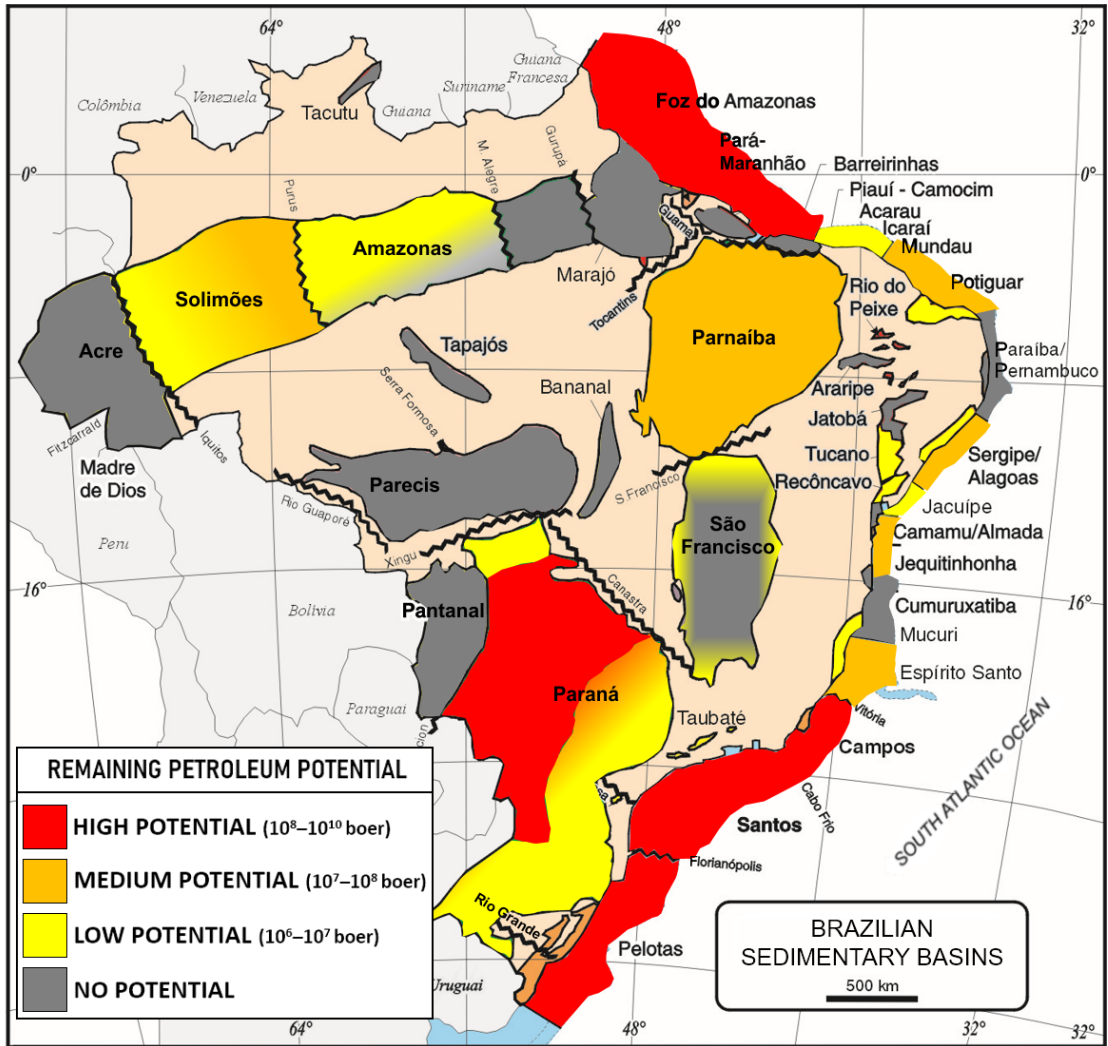 64°
48°
32°
Colômbia
Venezuela
Guiana
Suriname
Guiana
Francesa
Tacutu
Foz do Amazonas
Pará-
Maranhão
Barreirinhas
0°
0°
Purus
M. Alegre
Gurupá
Guamá
Piauí - Camocim
Acarau
Icaraí
Mundau
Potiguar
Amazonas
Marajó
Solimões
Tocantins
Rio do
Peixe
Acre
Tapajós
Parnaíba
Paraíba/
Pernambuco
Serra Formosa
Bananal
Araripe
Jatobá
Fitzcarrald
Iquitos
Madre
de Dios
Tucano
Sergipe/
Alagoas
Parecis
S.Francisco
Recôncavo
Jacuípe
Rio Guaporé
São
Francisco
Camamu/Almada
Xingu
Jequitinhonha
Peru
16°
16°
Bolívia
Pantanal
Canastra
Cumuruxatiba
Mucuri
Espírito Santo
Paraná
Paraguai
Taubaté
Vitória
Campos
cion
SOUTH ATLANTIC OCEAN
Cabo Frio
Santos
Florianópolis
REMAINING PETROLEUM POTENTIAL
HIGH POTENTIAL (10⁸–10¹⁰ boer)
MEDIUM POTENTIAL (10⁷–10⁸ boer)
LOW POTENTIAL (10⁶–10⁷ boer)
NO POTENTIAL
Rio Grande
Pelotas
Uruguai
BRAZILIAN
SEDIMENTARY BASINS
500 km
64°
48°
32°
32°